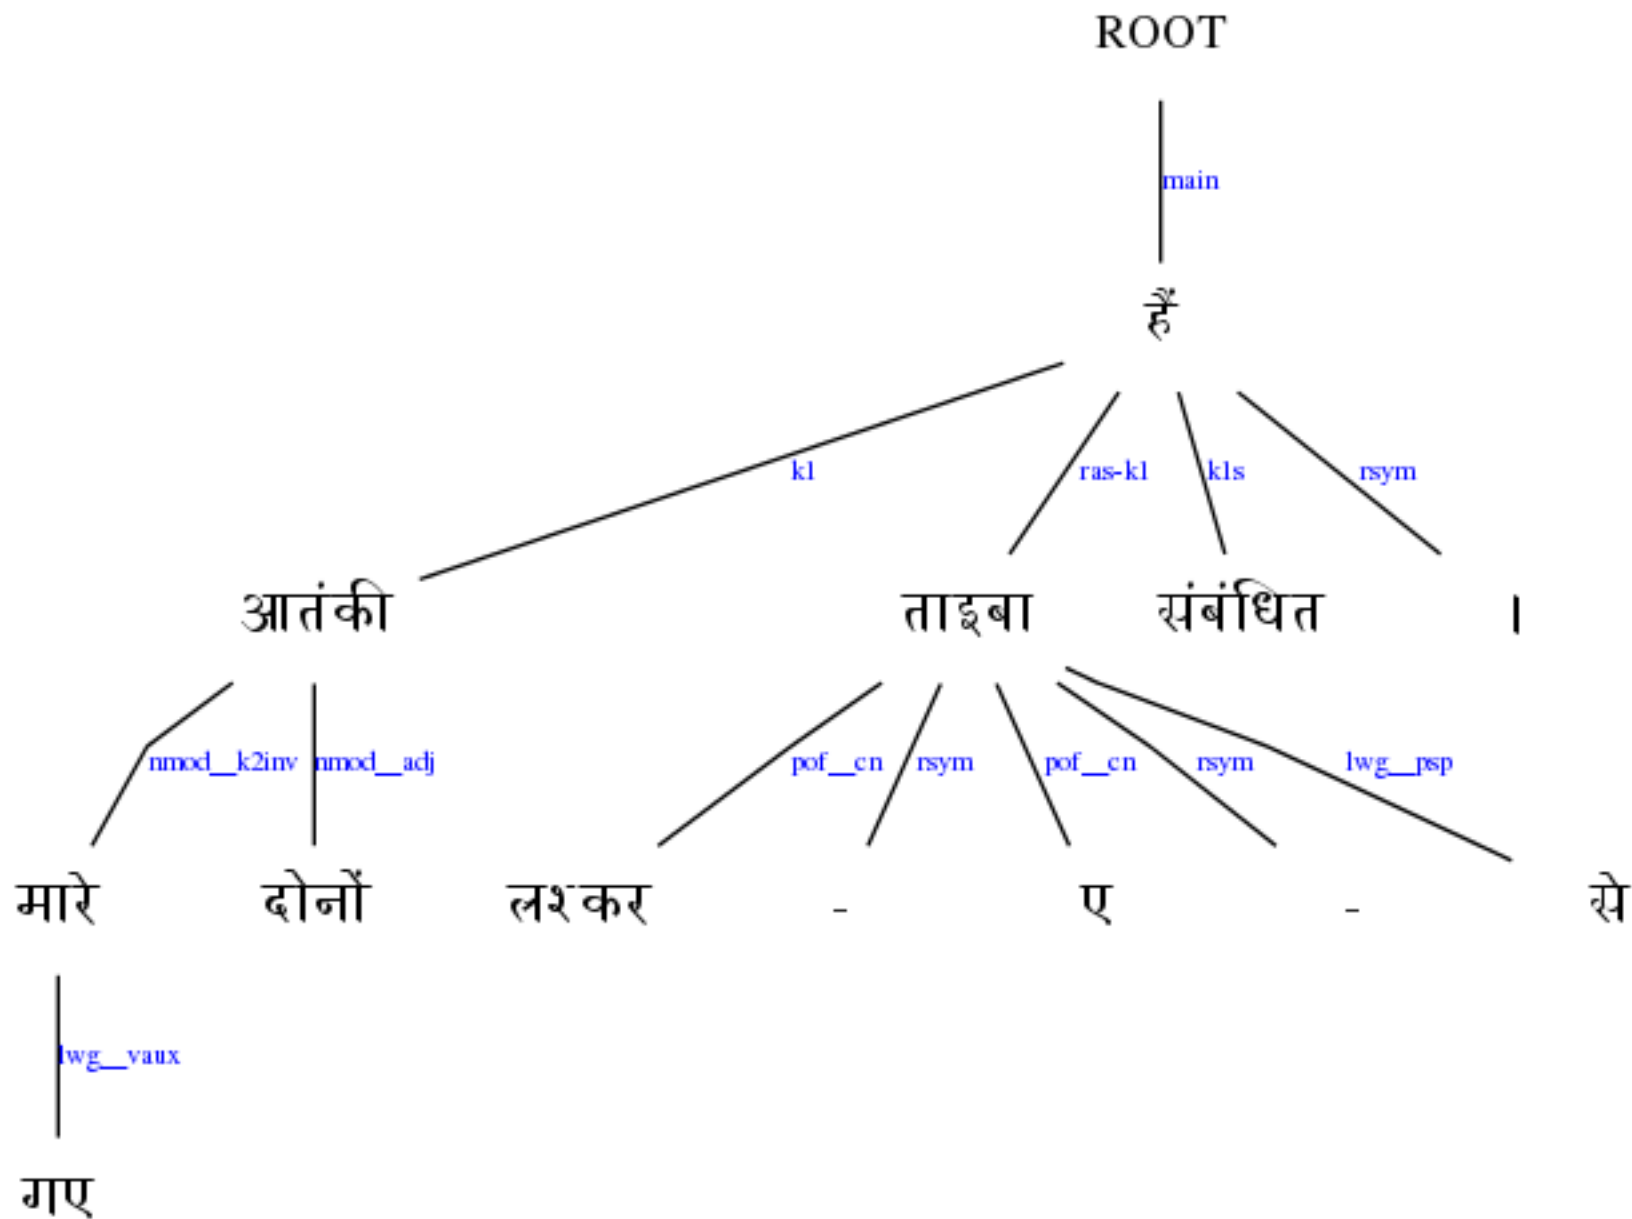 ROOT
main
हैं
k1 ras-k1 k1s rsym
आतंकी ताइबा संबंधित ।
nmod__k2inv nmod__adj pof__cn rsym pof__cn rsym lwg__psp
मारे दोनों लश्कर - ए - से
lwg__vaux
गए